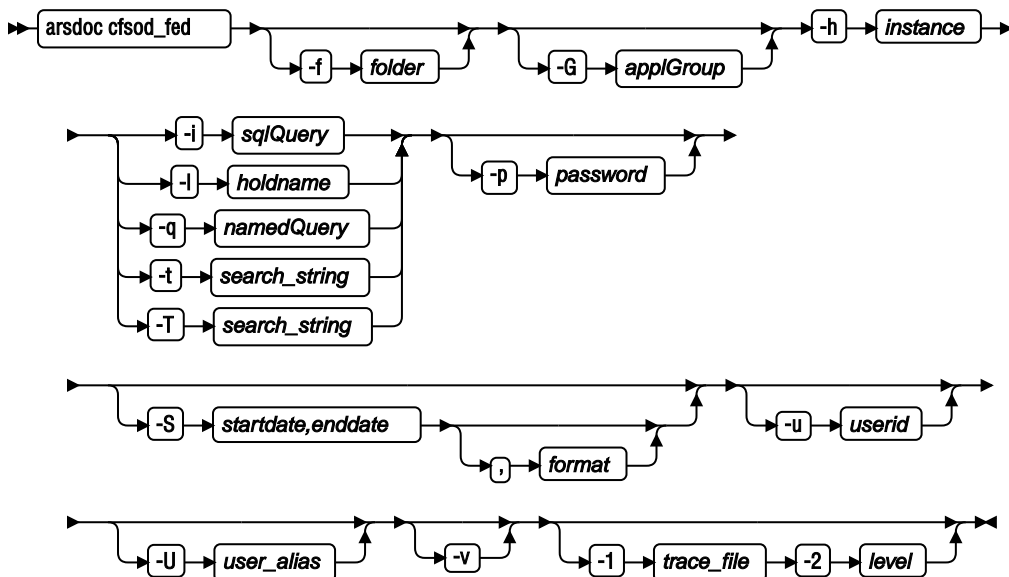 arsdoc cfsod_fed -f folder -G applGroup -h instance
-i sqlQuery
-l holdname
-q namedQuery
-t search_string
-T search_string
-p password
-S startdate,enddate , format
-u userid
-U user_alias -v -1 trace_file -2 level